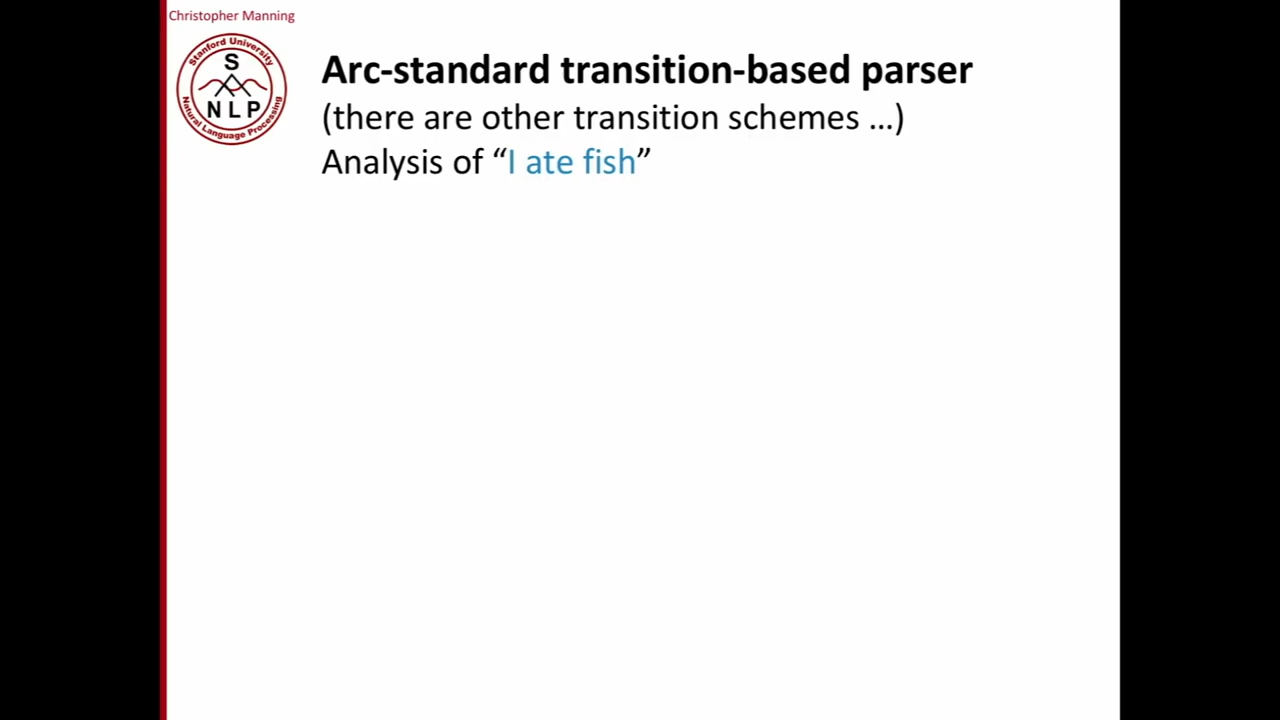 Christopher Manning
Stanford University
S
NLP
Natural Language Processing
Arc-standard transition-based parser
(there are other transition schemes …)
Analysis of “I ate fish”